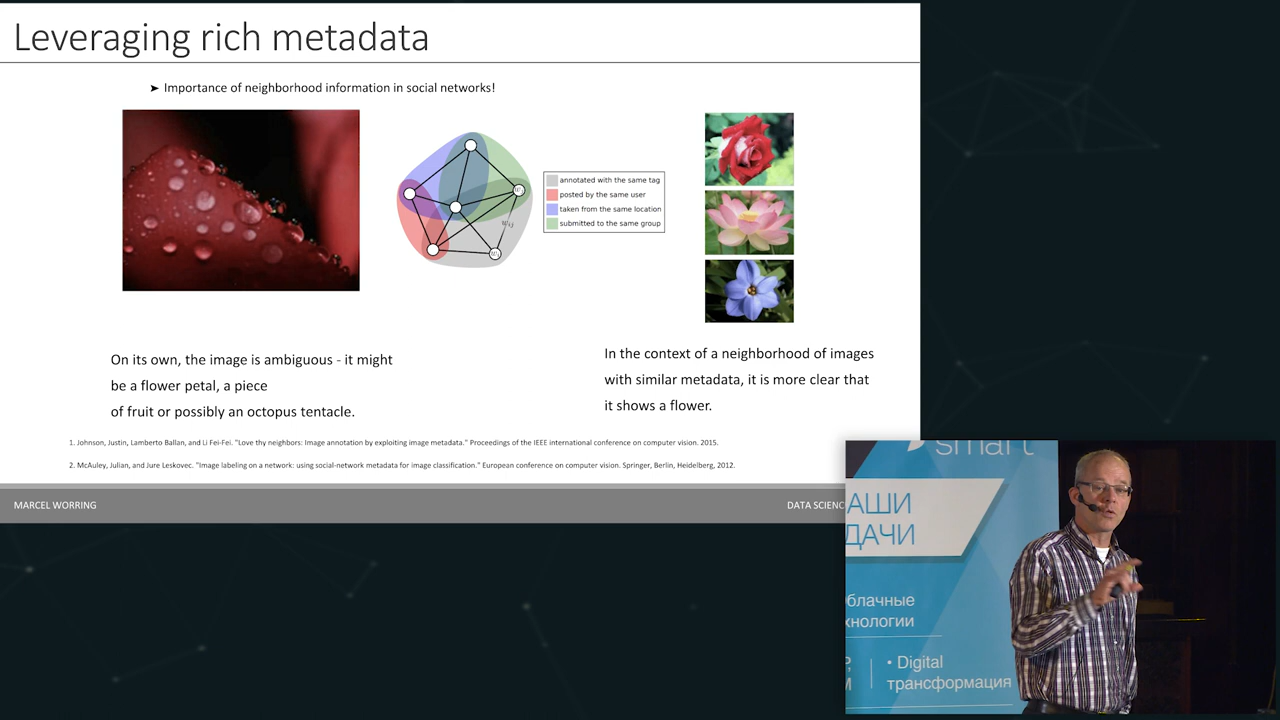 Leveraging rich metadata
➤ Importance of neighborhood information in social networks!
annotated with the same tag
posted by the same user
taken from the same location
submitted to the same group
On its own, the image is ambiguous - it might
be a flower petal, a piece
of fruit or possibly an octopus tentacle.
In the context of a neighborhood of images
with similar metadata, it is more clear that
it shows a flower.
1. Johnson, Justin, Lamberto Ballan, and Li Fei-Fei. "Love thy neighbors: Image annotation by exploiting image metadata." Proceedings of the IEEE international conference on computer vision. 2015.
2. McAuley, Julian, and Jure Leskovec. "Image labeling on a network: using social-network metadata for image classification." European conference on computer vision. Springer, Berlin, Heidelberg, 2012.
MARCEL WORRING
DATA SCIENC
smart
АШИ
ДАЧИ
блачные
хнологии
• Digital
трансформация